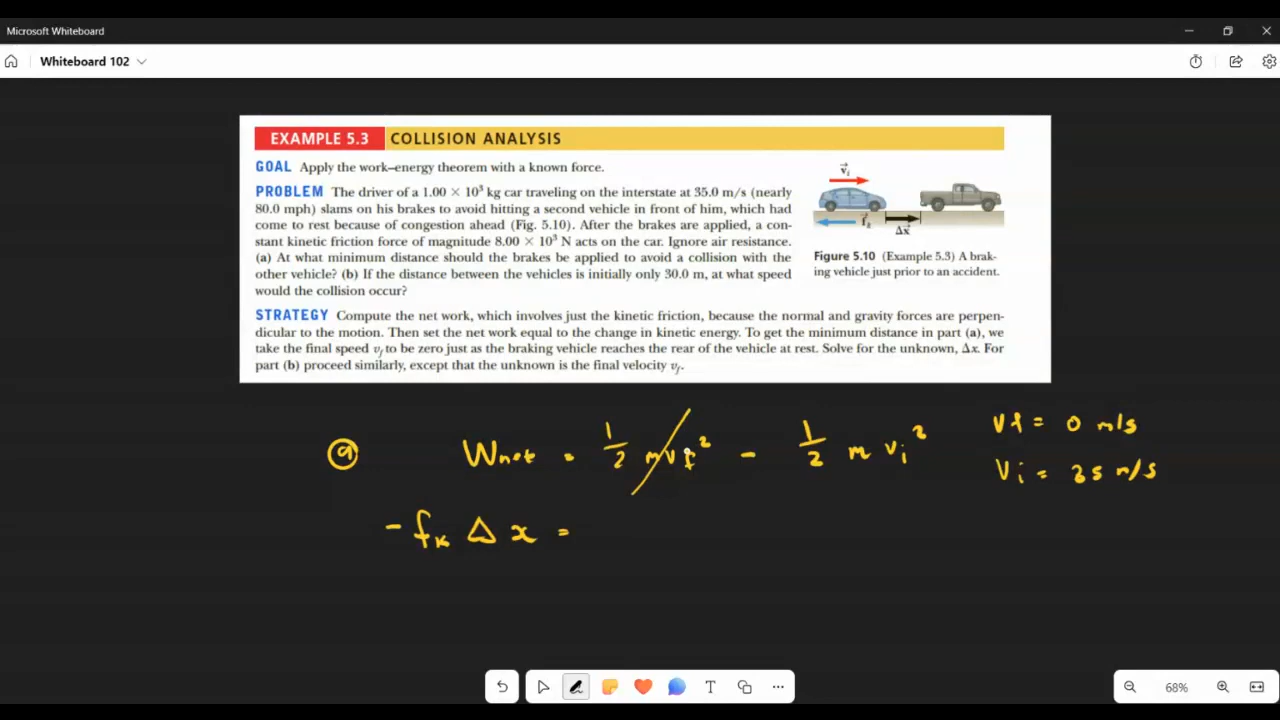 Microsoft Whiteboard
Whiteboard 102
EXAMPLE 5.3 COLLISION ANALYSIS
GOAL Apply the work–energy theorem with a known force.
PROBLEM The driver of a 1.00 × 10³ kg car traveling on the interstate at 35.0 m/s (nearly
80.0 mph) slams on his brakes to avoid hitting a second vehicle in front of him, which had
come to rest because of congestion ahead (Fig. 5.10). After the brakes are applied, a con-
stant kinetic friction force of magnitude 8.00 × 10³ N acts on the car. Ignore air resistance.
(a) At what minimum distance should the brakes be applied to avoid a collision with the
other vehicle? (b) If the distance between the vehicles is initially only 30.0 m, at what speed
would the collision occur?
v⃗i
f⃗k
Δx⃗
Figure 5.10 (Example 5.3) A brak-
ing vehicle just prior to an accident.
STRATEGY Compute the net work, which involves just the kinetic friction, because the normal and gravity forces are perpen-
dicular to the motion. Then set the net work equal to the change in kinetic energy. To get the minimum distance in part (a), we
take the final speed vf to be zero just as the braking vehicle reaches the rear of the vehicle at rest. Solve for the unknown, Δx. For
part (b) proceed similarly, except that the unknown is the final velocity vf.
ⓐ Wnet = 1/2 mvf² - 1/2 m vi²
vf = 0 m/s
vi = 35 m/s
- fk Δ x =
T
68%